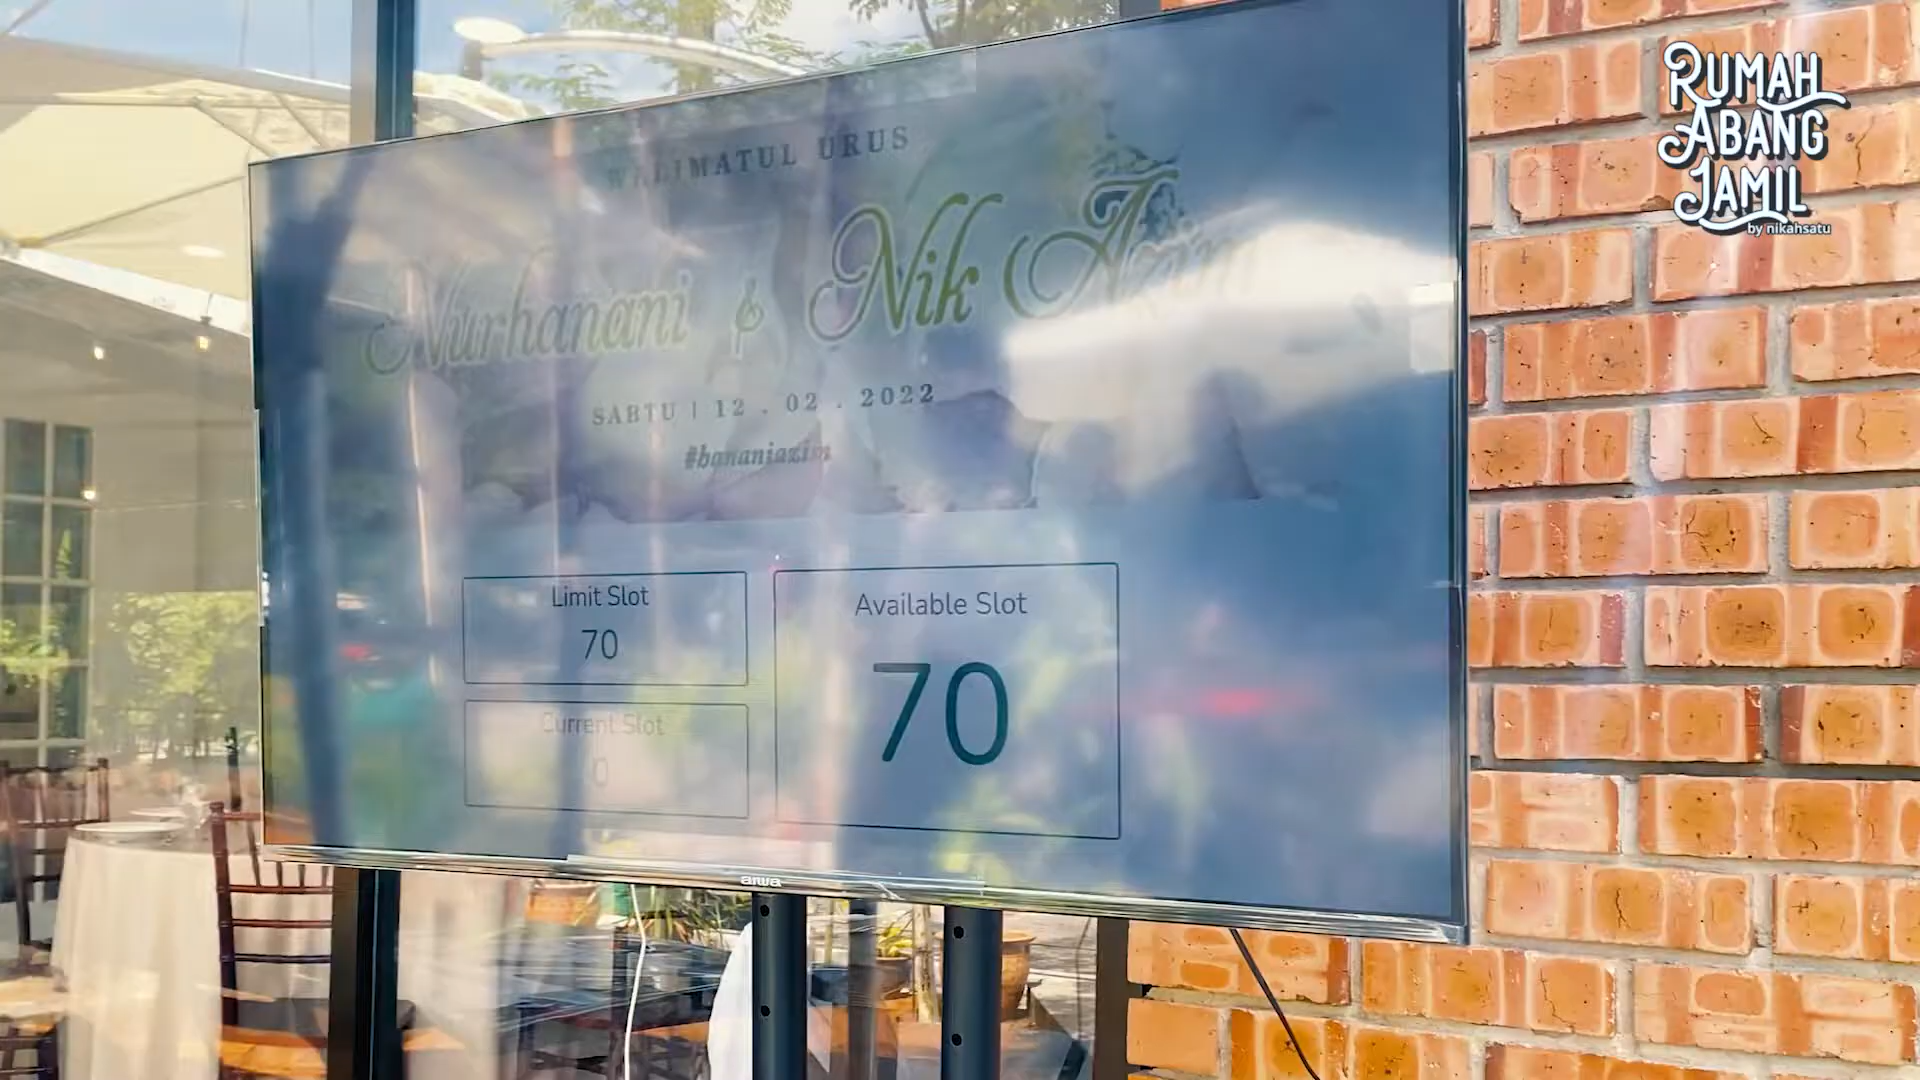 WALIMATUL URUS
Nurhanani & Nik Azim
SABTU | 12 . 02 . 2022
#hananiazim
Limit Slot
70
Available Slot
70
Current Slot
0
aiwa
RUMAH
ABANG
JAMIL
by nikahsatu